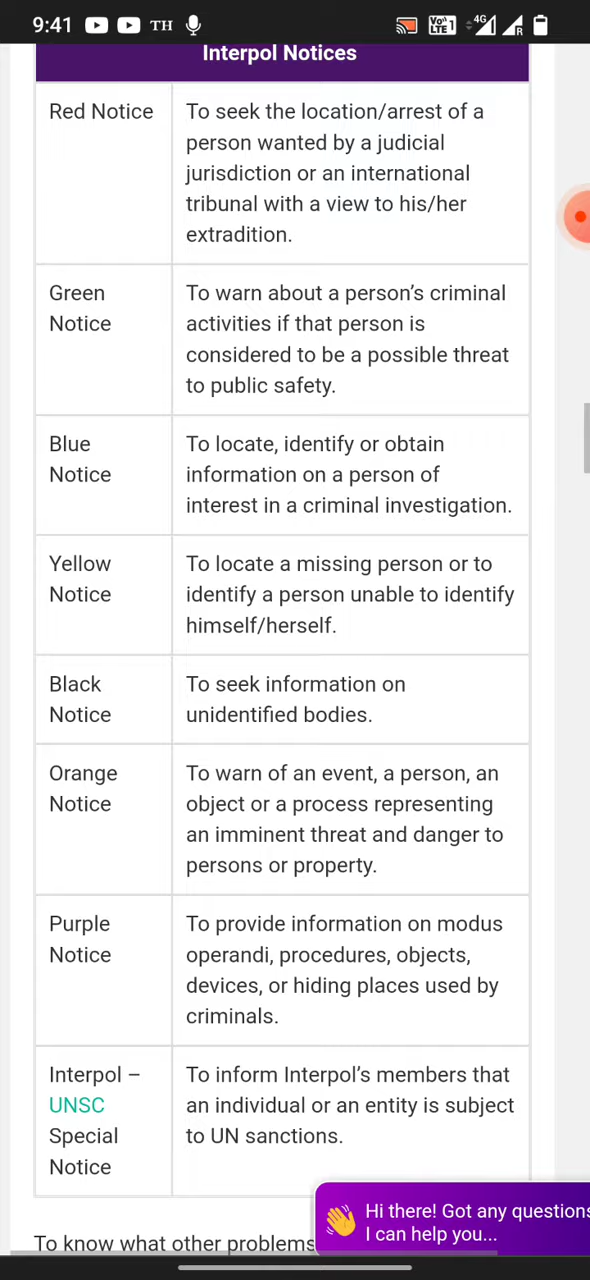 9:41 TH Vo LTE 1 4G R
Interpol Notices
Red Notice
To seek the location/arrest of a
person wanted by a judicial
jurisdiction or an international
tribunal with a view to his/her
extradition.
Green
Notice
To warn about a person's criminal
activities if that person is
considered to be a possible threat
to public safety.
Blue
Notice
To locate, identify or obtain
information on a person of
interest in a criminal investigation.
Yellow
Notice
To locate a missing person or to
identify a person unable to identify
himself/herself.
Black
Notice
To seek information on
unidentified bodies.
Orange
Notice
To warn of an event, a person, an
object or a process representing
an imminent threat and danger to
persons or property.
Purple
Notice
To provide information on modus
operandi, procedures, objects,
devices, or hiding places used by
criminals.
Interpol –
UNSC
Special
Notice
To inform Interpol's members that
an individual or an entity is subject
to UN sanctions.
Hi there! Got any questions
I can help you...
To know what other problems